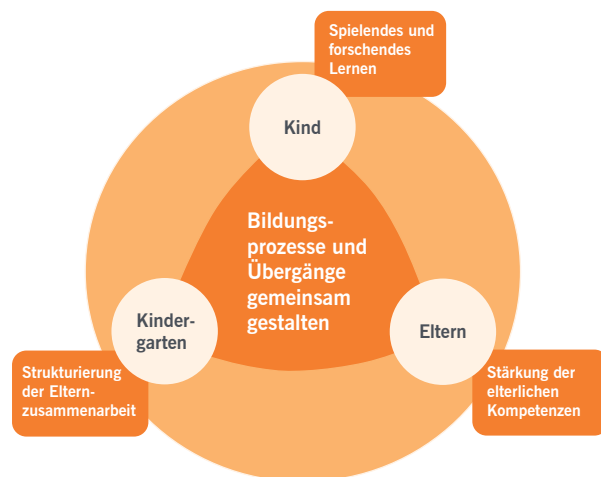 Spielendes und
forschendes
Lernen
Kind
Bildungs-
prozesse und
Übergänge
gemeinsam
gestalten
Kinder-
garten
Eltern
Strukturierung
der Eltern-
zusammenarbeit
Stärkung der
elterlichen
Kompetenzen